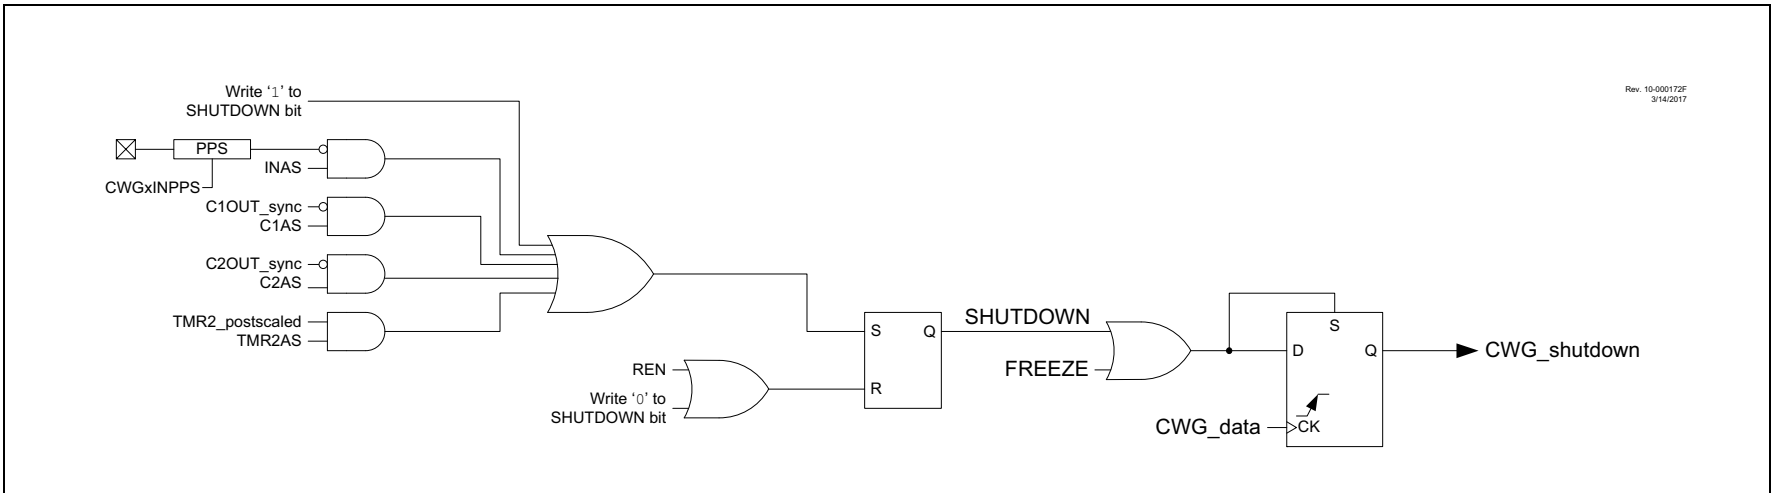 Write ‘1’ to
SHUTDOWN bit
Rev. 10-000172F
3/14/2017
PPS
INAS
CWGxINPPS
C1OUT_sync
C1AS
C2OUT_sync
C2AS
TMR2_postscaled
TMR2AS
S
Q
R
REN
Write ‘0’ to
SHUTDOWN bit
SHUTDOWN
FREEZE
S
D
Q
CK
CWG_data
CWG_shutdown